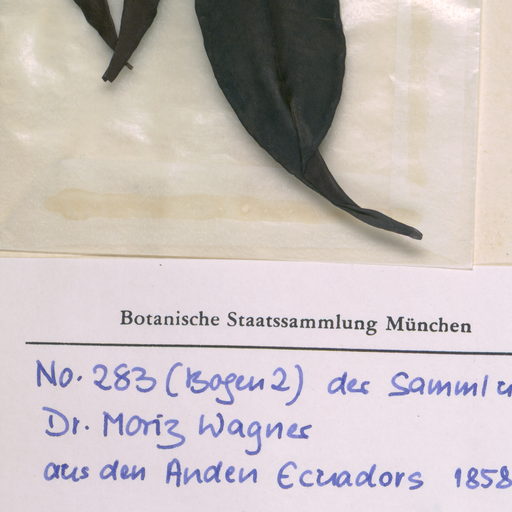 Botanische Staatssammlung München
No. 283 (Bogen 2) der Samml
Dr. Moriz Wagner
aus den Anden Ecuadors 1858